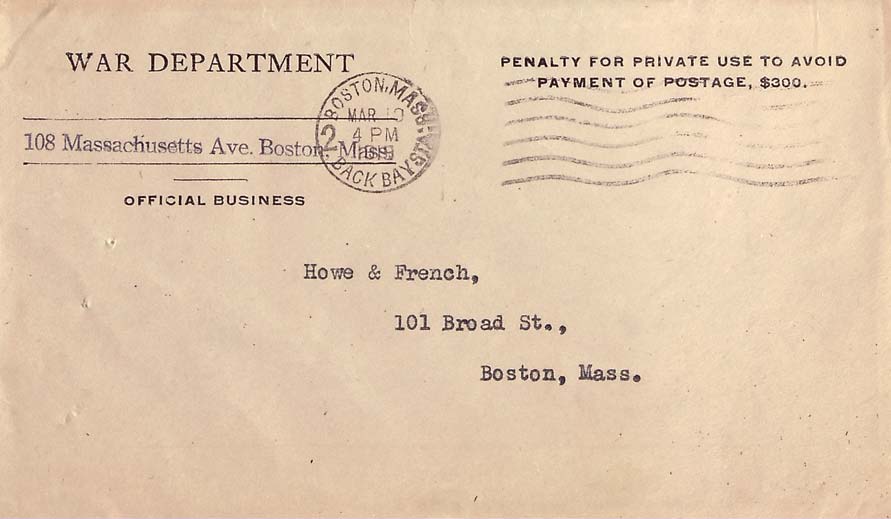 WAR DEPARTMENT
108 Massachusetts Ave. Boston, Mass.
OFFICIAL BUSINESS
BOSTON, MASS.
MAR
4 PM
2
BACK BAY STA.
PENALTY FOR PRIVATE USE TO AVOID
PAYMENT OF POSTAGE, $300.
Howe & French,
101 Broad St.,
Boston, Mass.